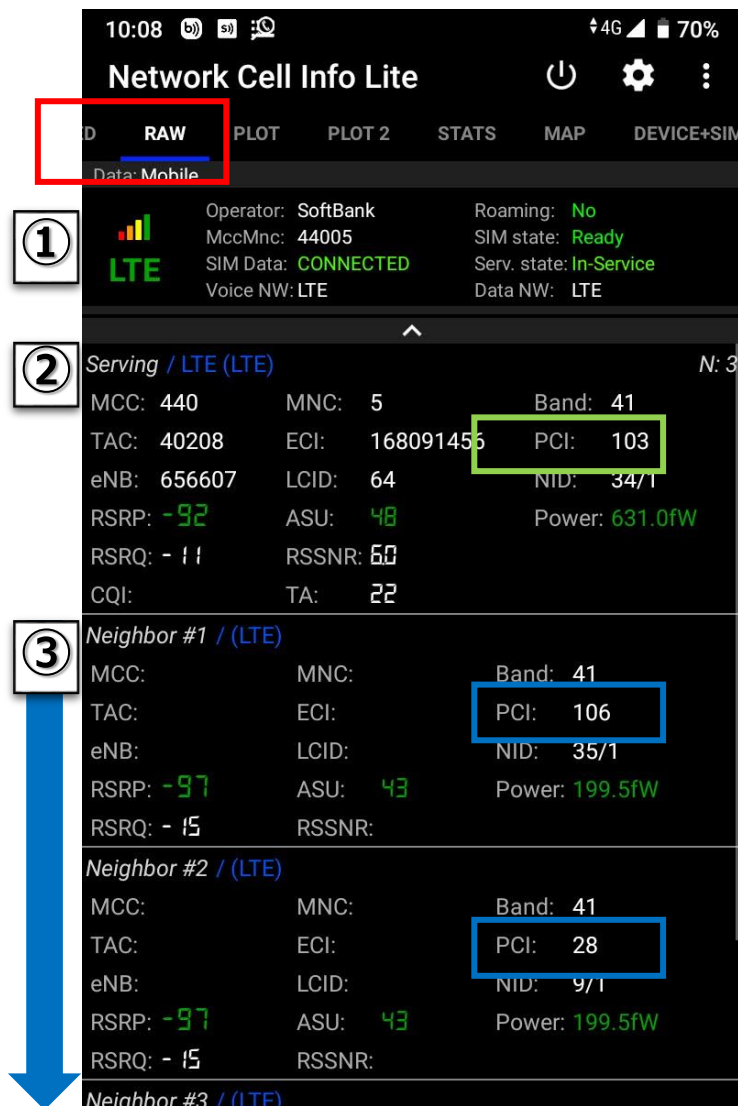 10:08 4G 70%
Network Cell Info Lite
ED RAW PLOT PLOT 2 STATS MAP DEVICE+SIM
Data: Mobile
① Operator: SoftBank Roaming: No
MccMnc: 44005 SIM state: Ready
LTE SIM Data: CONNECTED Serv. state: In-Service
Voice NW: LTE Data NW: LTE
② Serving / LTE (LTE) N: 3
MCC: 440 MNC: 5 Band: 41
TAC: 40208 ECI: 168091456 PCI: 103
eNB: 656607 LCID: 64 NID: 34/1
RSRP: -92 ASU: 48 Power: 631.0fW
RSRQ: -11 RSSNR: 6.0
CQI: TA: 22
③ Neighbor #1 / (LTE)
MCC: MNC: Band: 41
TAC: ECI: PCI: 106
eNB: LCID: NID: 35/1
RSRP: -97 ASU: 43 Power: 199.5fW
RSRQ: -15 RSSNR:
Neighbor #2 / (LTE)
MCC: MNC: Band: 41
TAC: ECI: PCI: 28
eNB: LCID: NID: 9/1
RSRP: -97 ASU: 43 Power: 199.5fW
RSRQ: -15 RSSNR:
Neighbor #3 / (LTE)